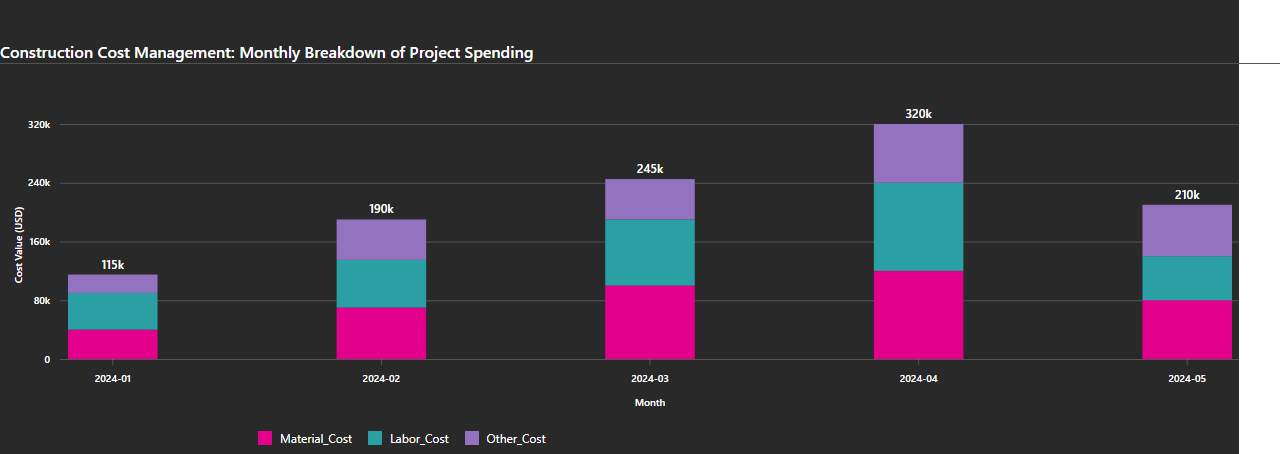 Construction Cost Management: Monthly Breakdown of Project Spending
320k
320k
245k
240k
190k
210k
160k
115k
80k
0
Cost Value (USD)
2024-01 2024-02 2024-03 2024-04 2024-05
Month
Material_Cost Labor_Cost Other_Cost